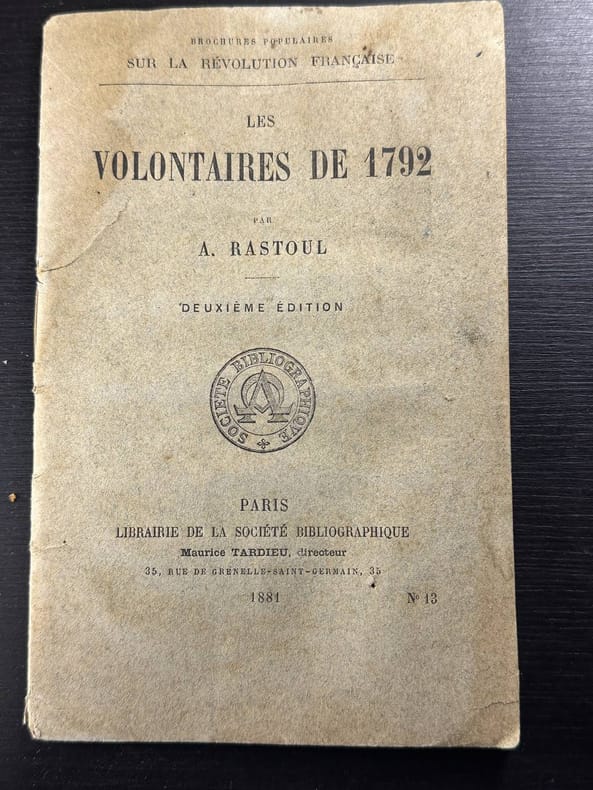 BROCHURES POPULAIRES
SUR LA RÉVOLUTION FRANÇAISE
LES
VOLONTAIRES DE 1792
PAR
A. RASTOUL
DEUXIÈME ÉDITION
SOCIÉTÉ BIBLIOGRAPHIQUE
PARIS
LIBRAIRIE DE LA SOCIÉTÉ BIBLIOGRAPHIQUE
Maurice TARDIEU, directeur
35, RUE DE GRENELLE-SAINT-GERMAIN, 35
1881
Nº 13